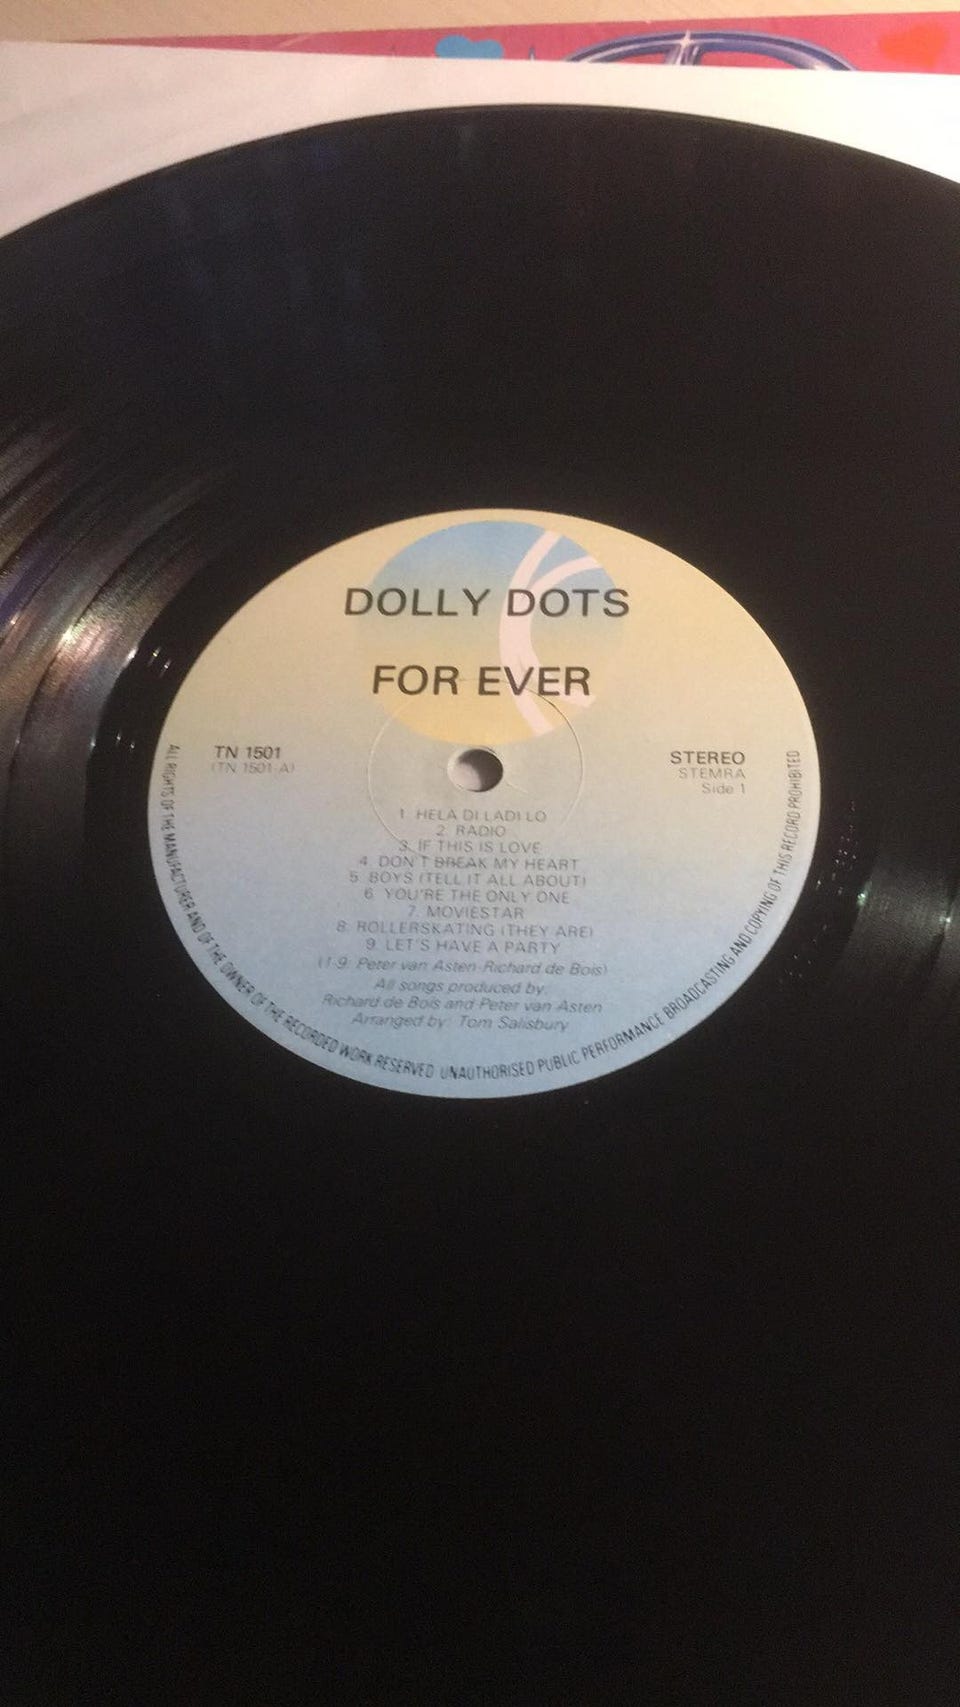 DOLLY DOTS
FOR EVER
TN 1501
(TN 1501-A)
STEREO
STEMRA
Side 1
1. HELA DI LADI LO
2. RADIO
3. IF THIS IS LOVE
4. DON'T BREAK MY HEART
5. BOYS (TELL IT ALL ABOUT)
6. YOU'RE THE ONLY ONE
7. MOVIESTAR
8. ROLLERSKATING (THEY ARE)
9. LET'S HAVE A PARTY
(1-9: Peter van Asten-Richard de Bois)
All songs produced by:
Richard de Bois and Peter van Asten
Arranged by: Tom Salisbury
ALL RIGHTS OF THE MANUFACTURER AND OF THE OWNER OF THE RECORDED WORK RESERVED UNAUTHORISED PUBLIC PERFORMANCE BROADCASTING AND COPYING OF THIS RECORD PROHIBITED